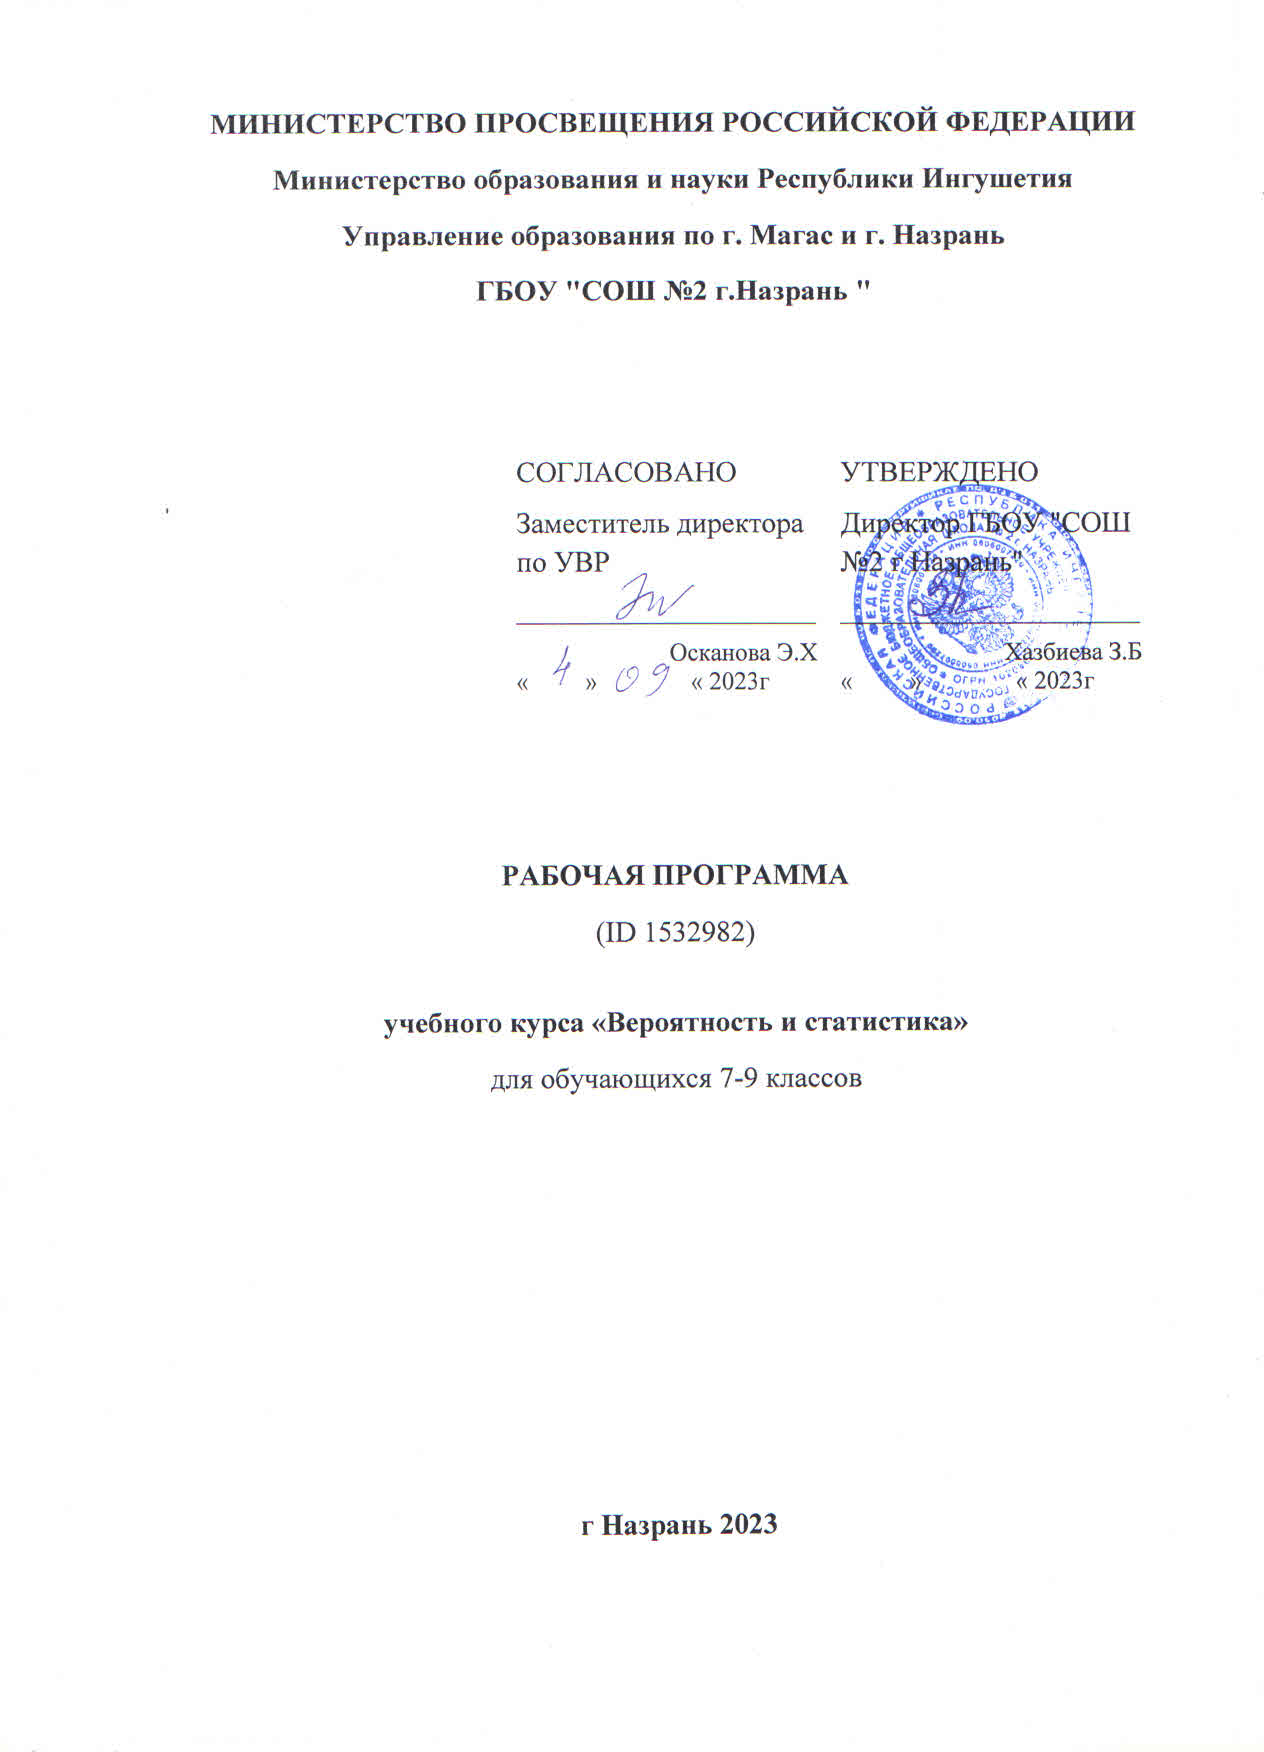 МИНИСТЕРСТВО ПРОСВЕЩЕНИЯ РОССИЙСКОЙ ФЕДЕРАЦИИ
Министерство образования и науки Республики Ингушетия
Управление образования по г. Магас и г. Назрань
ГБОУ "СОШ №2 г.Назрань "
СОГЛАСОВАНО
Заместитель директора
по УВР
Осканова Э.Х
« 4 » 09 « 2023г
УТВЕРЖДЕНО
Директор ГБОУ "СОШ
№2 г Назрань"
Хазбиева З.Б
« » « 2023г
РАБОЧАЯ ПРОГРАММА
(ID 1532982)
учебного курса «Вероятность и статистика»
для обучающихся 7-9 классов
г Назрань 2023